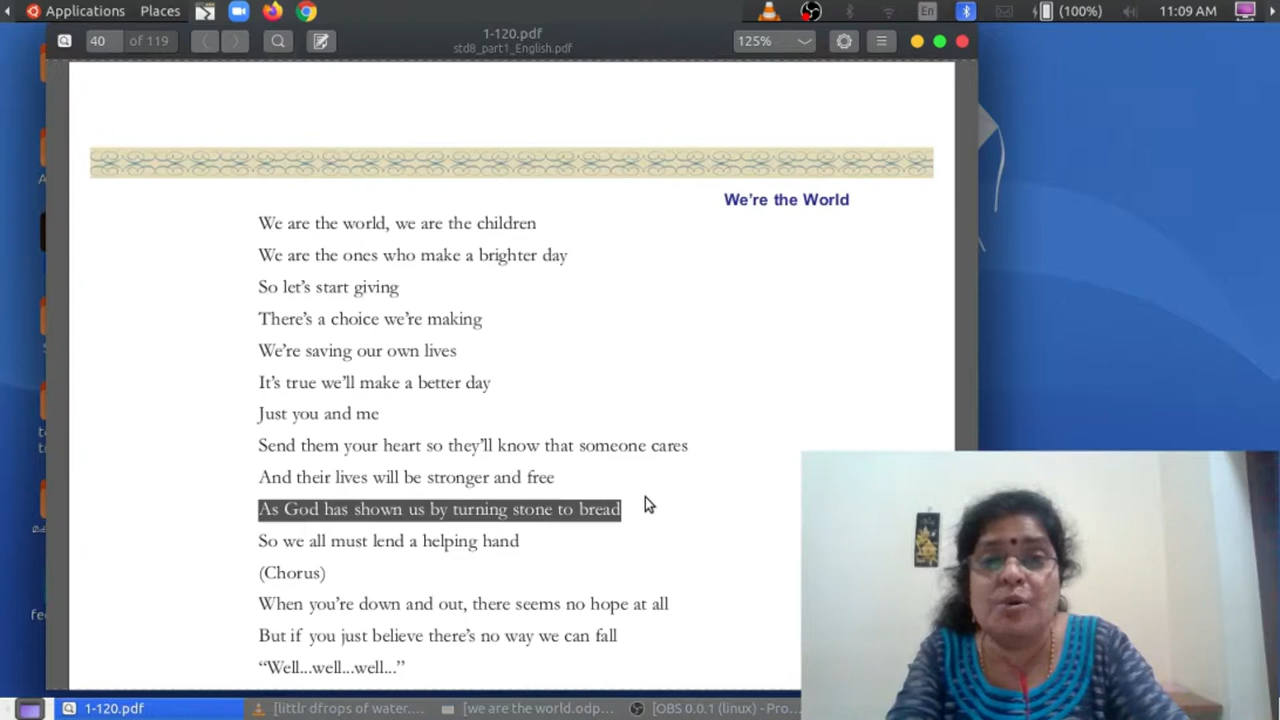 Applications Places En (100%) 11:09 AM
40 of 119 1-120.pdf 125%
std8_part1_English.pdf
We're the World
We are the world, we are the children
We are the ones who make a brighter day
So let's start giving
There's a choice we're making
We're saving our own lives
It's true we'll make a better day
Just you and me
Send them your heart so they'll know that someone cares
And their lives will be stronger and free
As God has shown us by turning stone to bread
So we all must lend a helping hand
(Chorus)
When you're down and out, there seems no hope at all
But if you just believe there's no way we can fall
“Well...well...well...”
1-120.pdf [littlr dfrops of water.... [we are the world.odp... [OBS 0.0.1 (linux) - Pro...